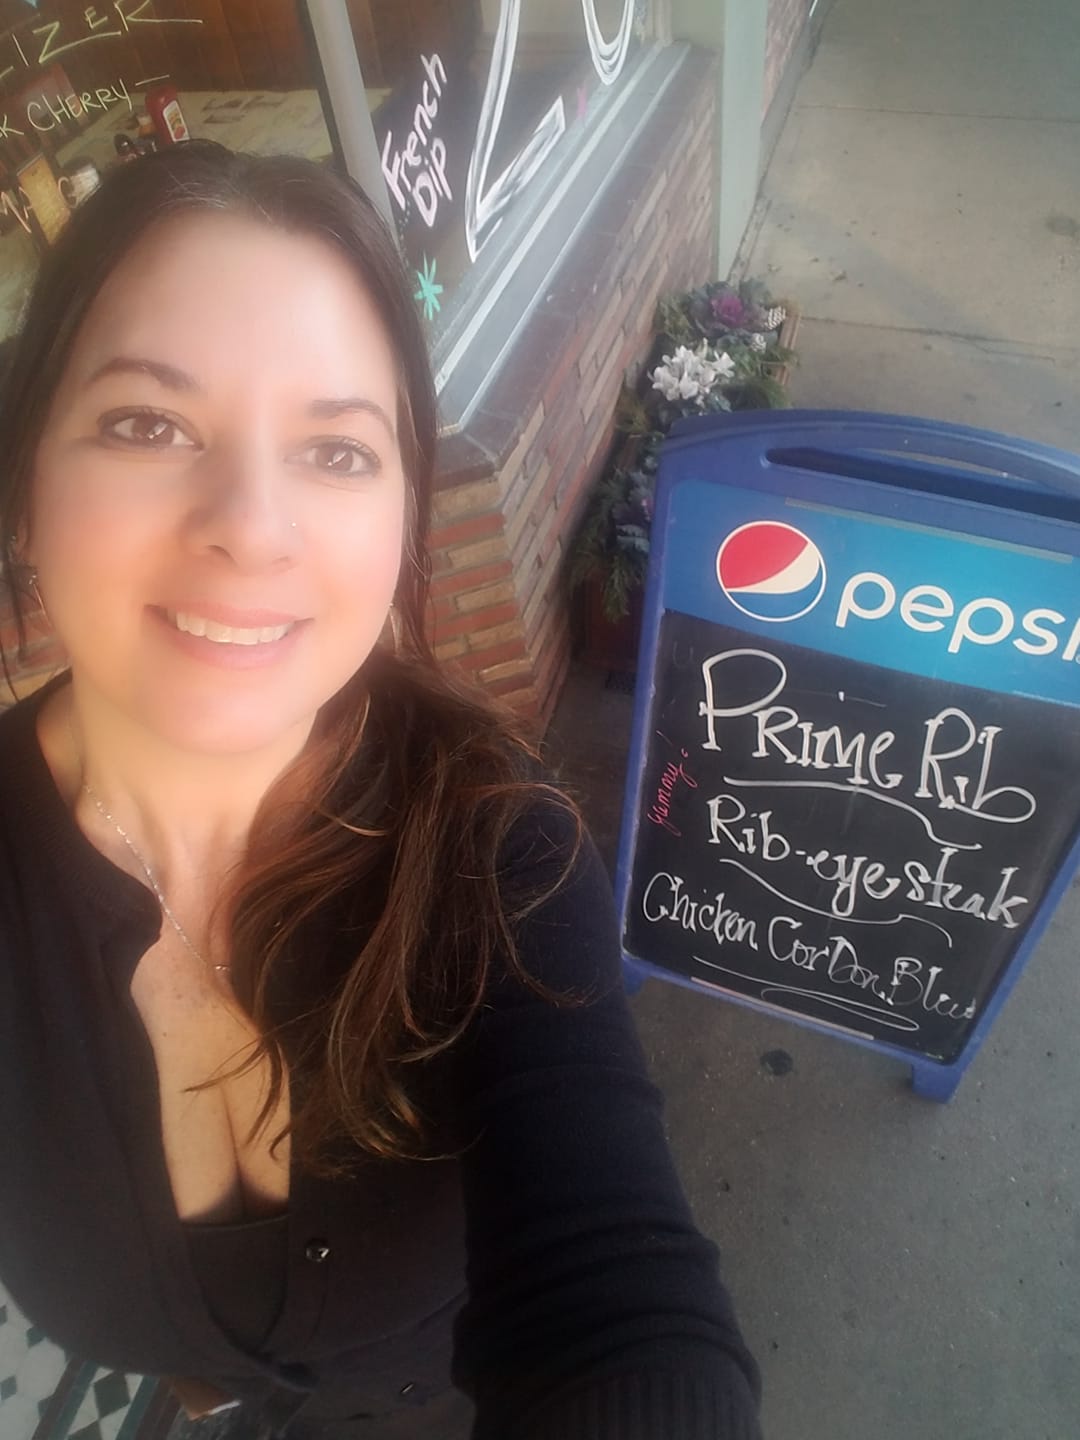 CHERRY
French
Dip
pepsi
Prime Rib
yummy!
Rib-eye steak
Chicken CorDon Bleu